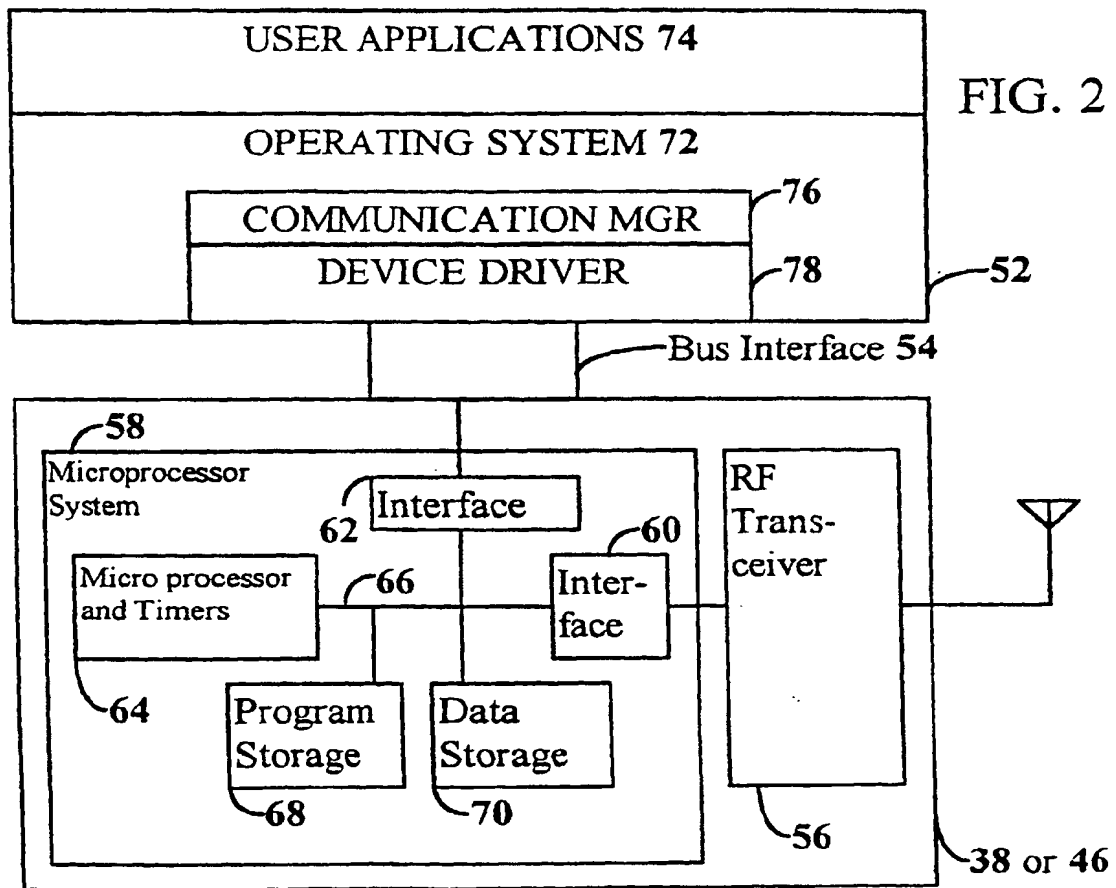 USER APPLICATIONS 74
FIG. 2
OPERATING SYSTEM 72
76
COMMUNICATION MGR
DEVICE DRIVER
78
52
Bus Interface 54
58
Microprocessor
System
62
Interface
60
RF
Trans-
ceiver
Micro processor
and Timers
66
Inter-
face
64
Program
Storage
68
Data
Storage
70
56
38 or 46